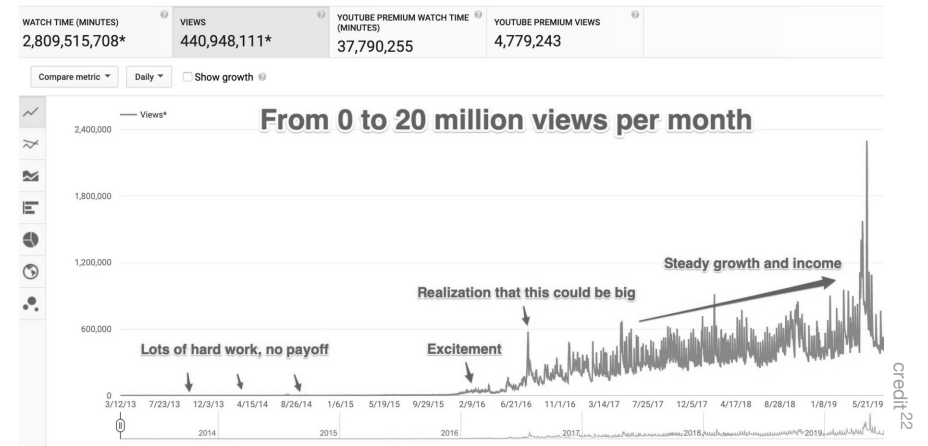 WATCH TIME (MINUTES)
2,809,515,708*
VIEWS
440,948,111*
YOUTUBE PREMIUM WATCH TIME
(MINUTES)
37,790,255
YOUTUBE PREMIUM VIEWS
4,779,243
Compare metric
Daily
Show growth
Views*
From 0 to 20 million views per month
2,400,000
1,800,000
1,200,000
600,000
0
Steady growth and income
Realization that this could be big
Lots of hard work, no payoff
Excitement
3/12/13 7/23/13 12/3/13 4/15/14 8/26/14 1/6/15 5/19/15 9/29/15 2/9/16 6/21/16 11/1/16 3/14/17 7/25/17 12/5/17 4/17/18 8/28/18 1/8/19 5/21/19
2014 2015 2016 2017 2018 2019
credit22